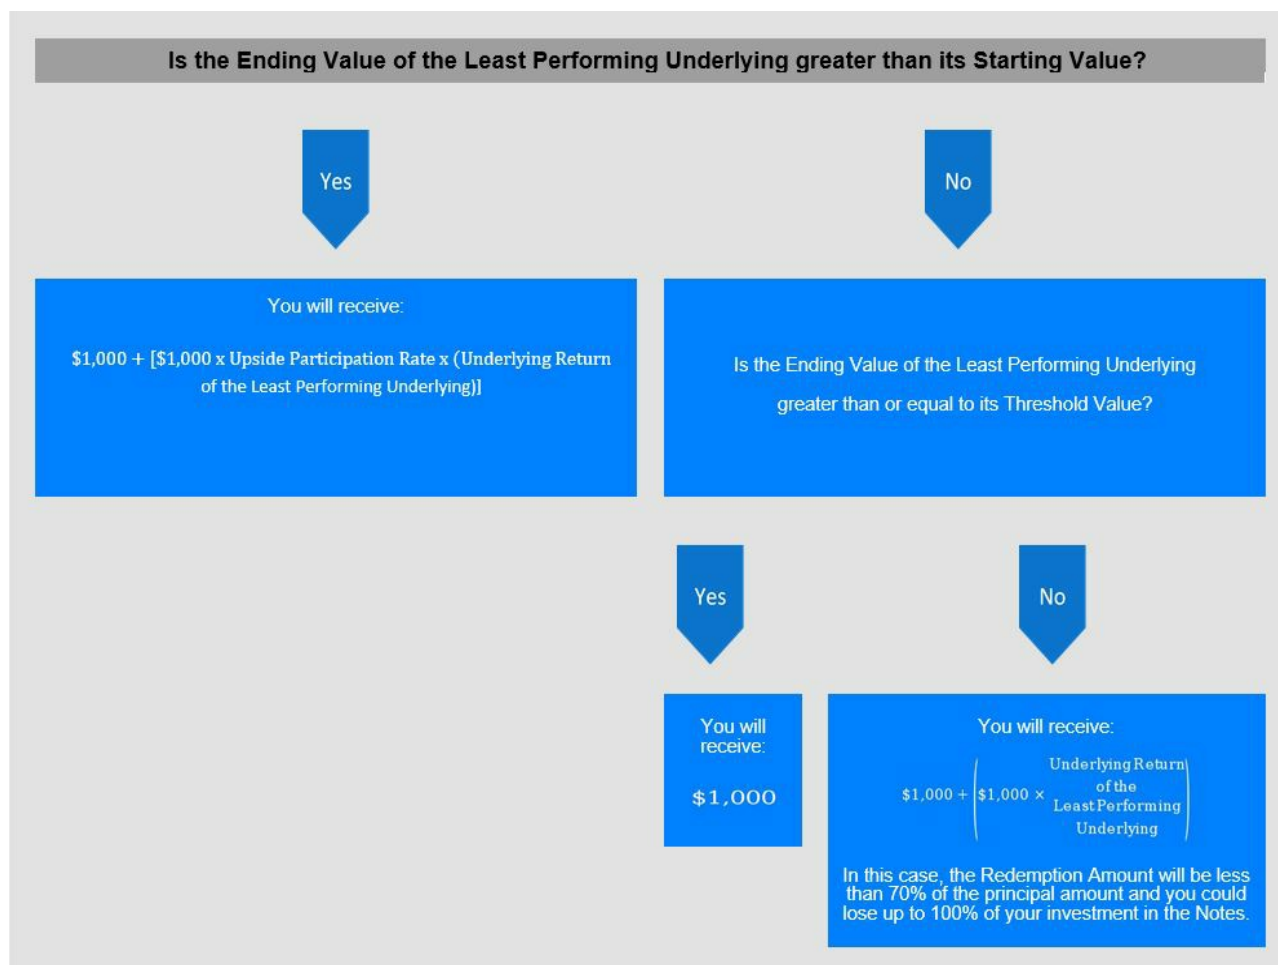 Is the Ending Value of the Least Performing Underlying greater than its Starting Value?
Yes
No
You will receive:
$1,000 + [$1,000 x Upside Participation Rate x (Underlying Return
of the Least Performing Underlying)]
Is the Ending Value of the Least Performing Underlying
greater than or equal to its Threshold Value?
Yes
No
You will
receive:
$1,000
You will receive:
$1,000 + ($1,000 × Underlying Return
of the
Least Performing
Underlying)
In this case, the Redemption Amount will be less
than 70% of the principal amount and you could
lose up to 100% of your investment in the Notes.